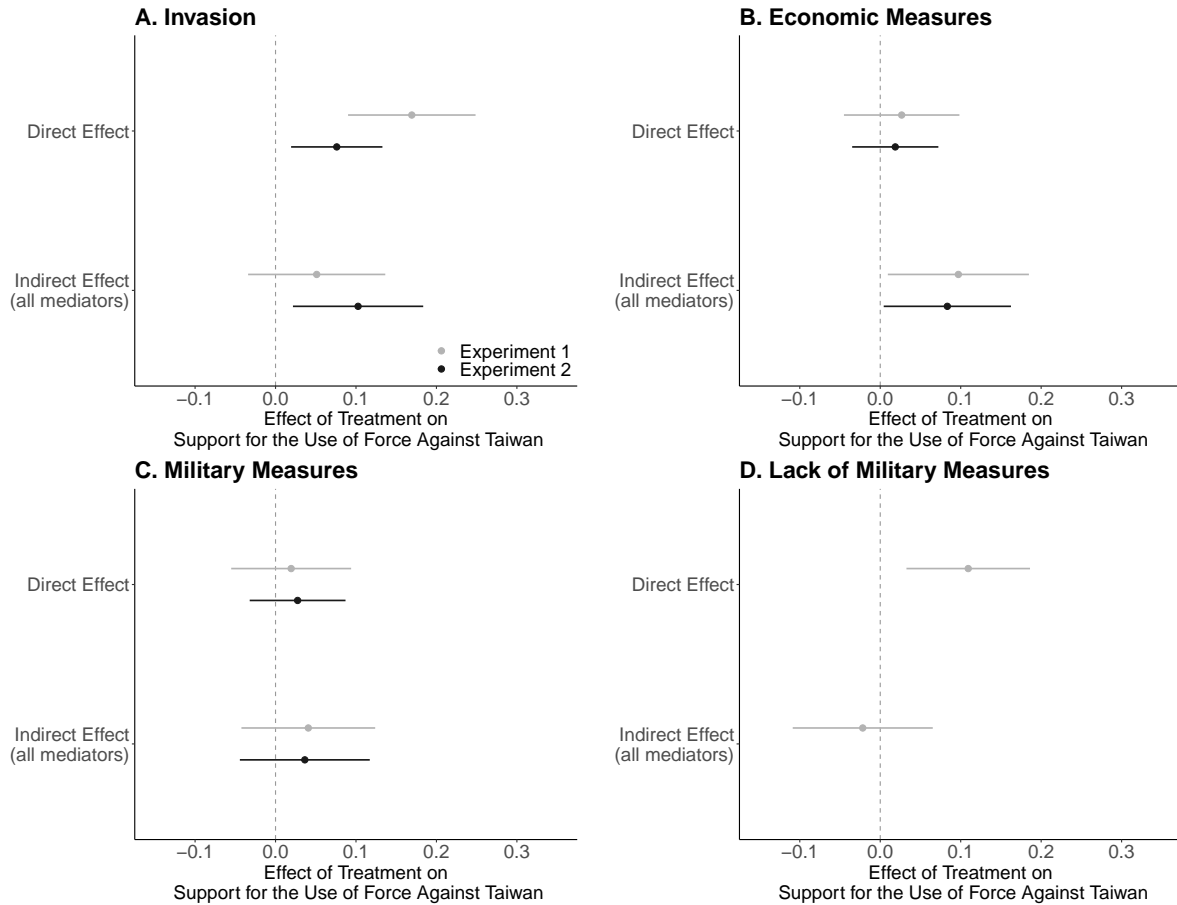 A. Invasion
Direct Effect
Indirect Effect
(all mediators)
Experiment 1
Experiment 2
−0.1 0.0 0.1 0.2 0.3
Effect of Treatment on
Support for the Use of Force Against Taiwan
B. Economic Measures
Direct Effect
Indirect Effect
(all mediators)
−0.1 0.0 0.1 0.2 0.3
Effect of Treatment on
Support for the Use of Force Against Taiwan
C. Military Measures
Direct Effect
Indirect Effect
(all mediators)
−0.1 0.0 0.1 0.2 0.3
Effect of Treatment on
Support for the Use of Force Against Taiwan
D. Lack of Military Measures
Direct Effect
Indirect Effect
(all mediators)
−0.1 0.0 0.1 0.2 0.3
Effect of Treatment on
Support for the Use of Force Against Taiwan